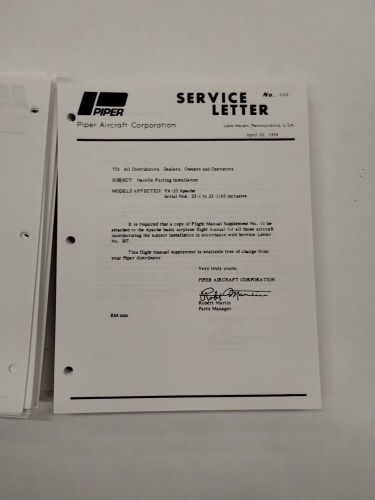 PIPER
Piper Aircraft Corporation
SERVICE
LETTER
No.
Lock Haven, Pennsylvania, U.S.A.
April 23,
TO: All Distributors, Dealers, Owners and Operators
SUBJECT: Nacelle Fairing Installation
MODELS AFFECTED: PA-23 Apache
Serial Nos. 23-1 to 23-1163 inclusive
It is required that a copy of Flight Manual Supplement No. 11 be
attached to the Apache basic airplane flight manual for all those aircraft
incorporating the subject installation in accordance with Service Letter
No. 307.
This flight manual supplement is available free of charge from
your Piper distributor.
Very truly yours,
PIPER AIRCRAFT CORPORATION
Robt Martin
Robert Martin
Parts Manager
RM:mm